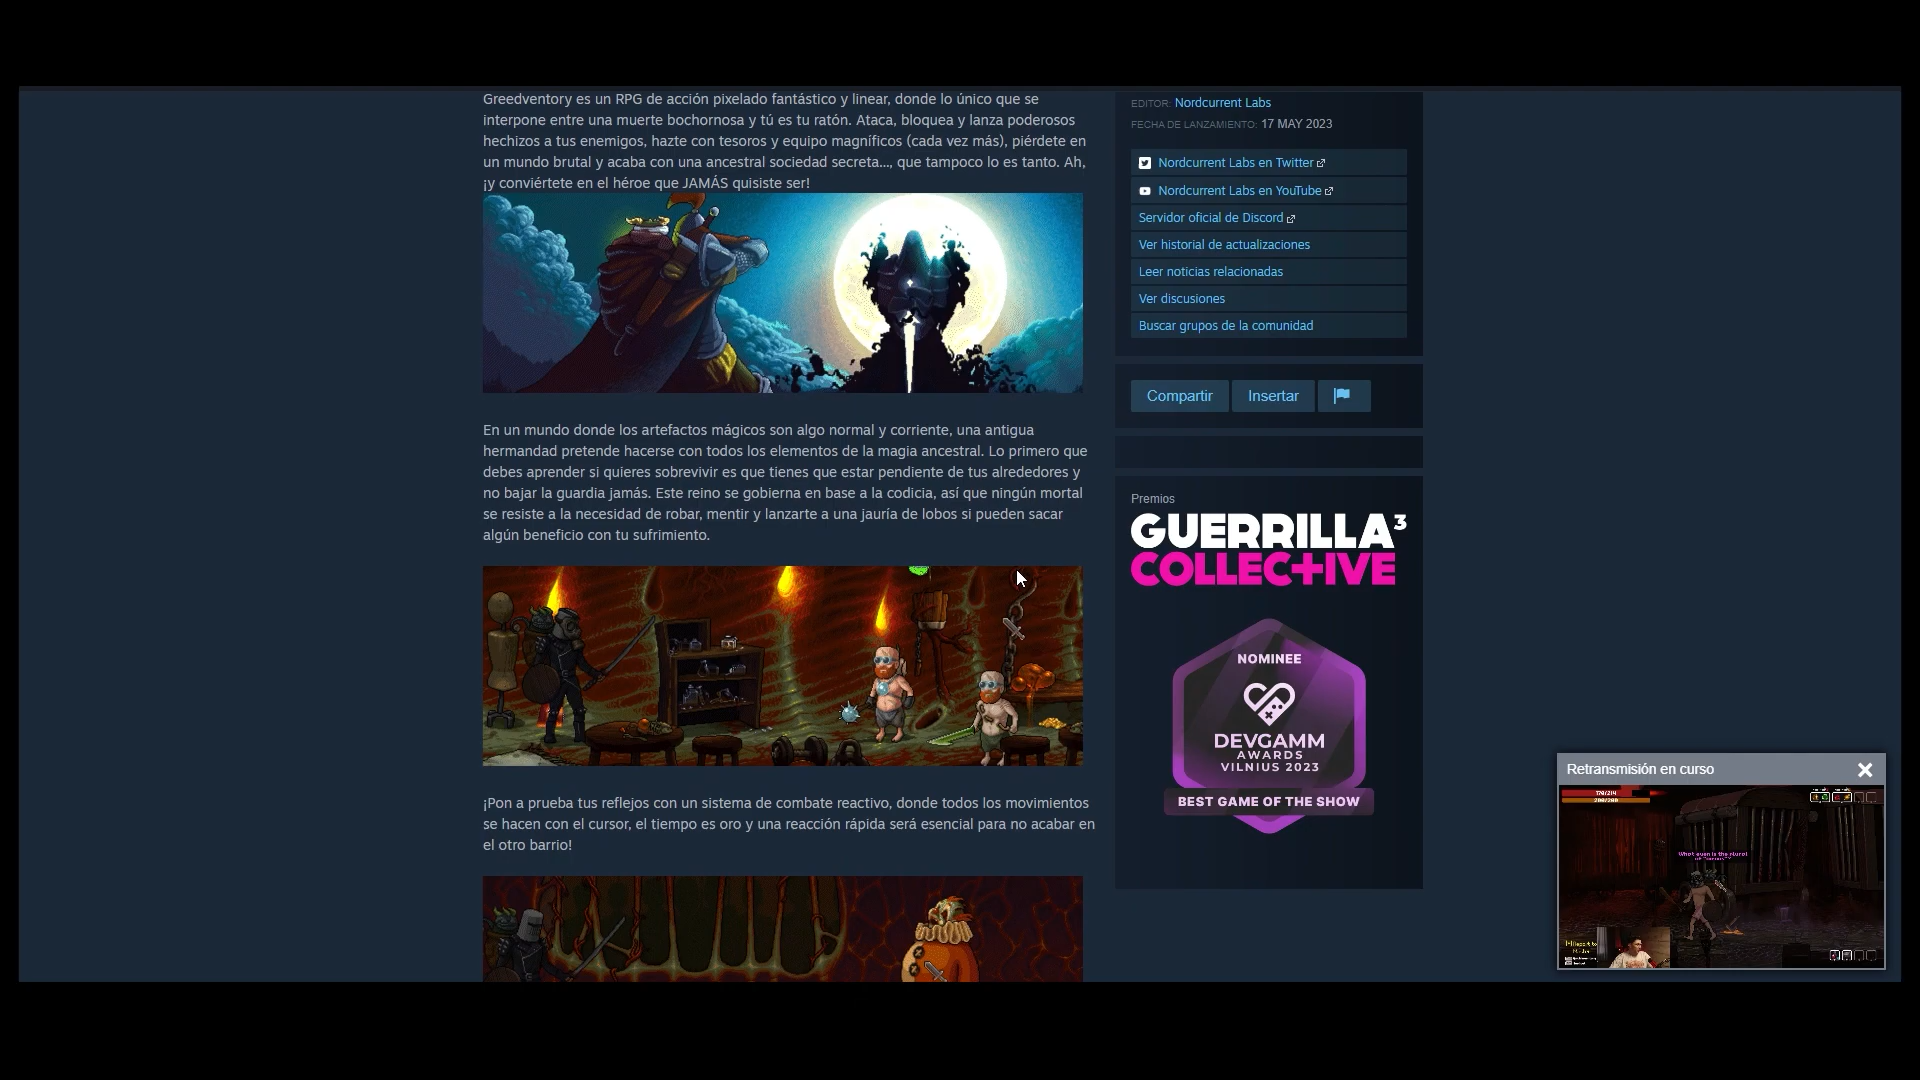 Greedventory es un RPG de acción pixelado fantástico y linear, donde lo único que se
interpone entre una muerte bochornosa y tú es tu ratón. Ataca, bloquea y lanza poderosos
hechizos a tus enemigos, hazte con tesoros y equipo magníficos (cada vez más), piérdete en
un mundo brutal y acaba con una ancestral sociedad secreta..., que tampoco lo es tanto. Ah,
¡y conviértete en el héroe que JAMÁS quisiste ser!
En un mundo donde los artefactos mágicos son algo normal y corriente, una antigua
hermandad pretende hacerse con todos los elementos de la magia ancestral. Lo primero que
debes aprender si quieres sobrevivir es que tienes que estar pendiente de tus alrededores y
no bajar la guardia jamás. Este reino se gobierna en base a la codicia, así que ningún mortal
se resiste a la necesidad de robar, mentir y lanzarte a una jauría de lobos si pueden sacar
algún beneficio con tu sufrimiento.
¡Pon a prueba tus reflejos con un sistema de combate reactivo, donde todos los movimientos
se hacen con el cursor, el tiempo es oro y una reacción rápida será esencial para no acabar en
el otro barrio!
EDITOR: Nordcurrent Labs
FECHA DE LANZAMIENTO: 17 MAY 2023
Nordcurrent Labs en Twitter
Nordcurrent Labs en YouTube
Servidor oficial de Discord
Ver historial de actualizaciones
Leer noticias relacionadas
Ver discusiones
Buscar grupos de la comunidad
Compartir Insertar
Premios
GUERRILLA³
COLLECTIVE
NOMINEE
DEVGAMM
AWARDS
VILNIUS 2023
BEST GAME OF THE SHOW
Retransmisión en curso
What even is the plural